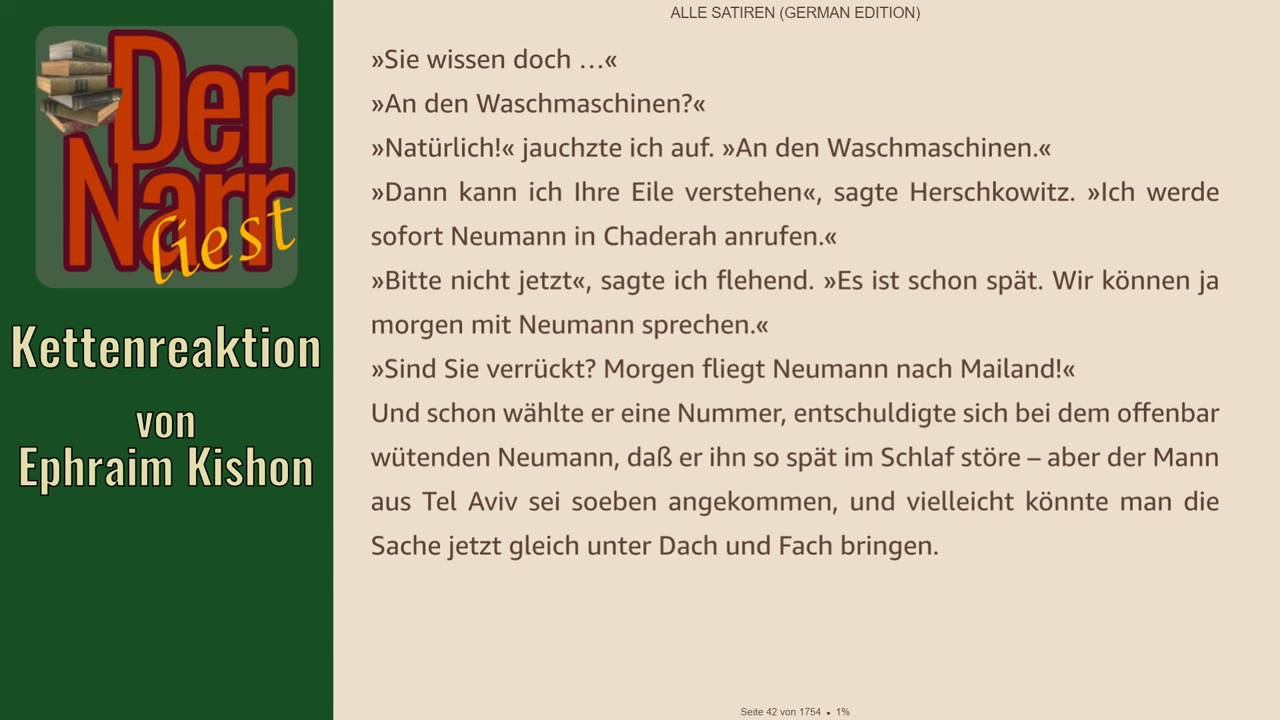 Der
Narr
liest
Kettenreaktion
von
Ephraim Kishon
ALLE SATIREN (GERMAN EDITION)
»Sie wissen doch …«
»An den Waschmaschinen?«
»Natürlich!« jauchzte ich auf. »An den Waschmaschinen.«
»Dann kann ich Ihre Eile verstehen«, sagte Herschkowitz. »Ich werde
sofort Neumann in Chaderah anrufen.«
»Bitte nicht jetzt«, sagte ich flehend. »Es ist schon spät. Wir können ja
morgen mit Neumann sprechen.«
»Sind Sie verrückt? Morgen fliegt Neumann nach Mailand!«
Und schon wählte er eine Nummer, entschuldigte sich bei dem offenbar
wütenden Neumann, daß er ihn so spät im Schlaf störe – aber der Mann
aus Tel Aviv sei soeben angekommen, und vielleicht könnte man die
Sache jetzt gleich unter Dach und Fach bringen.
Seite 42 von 1754 • 1%